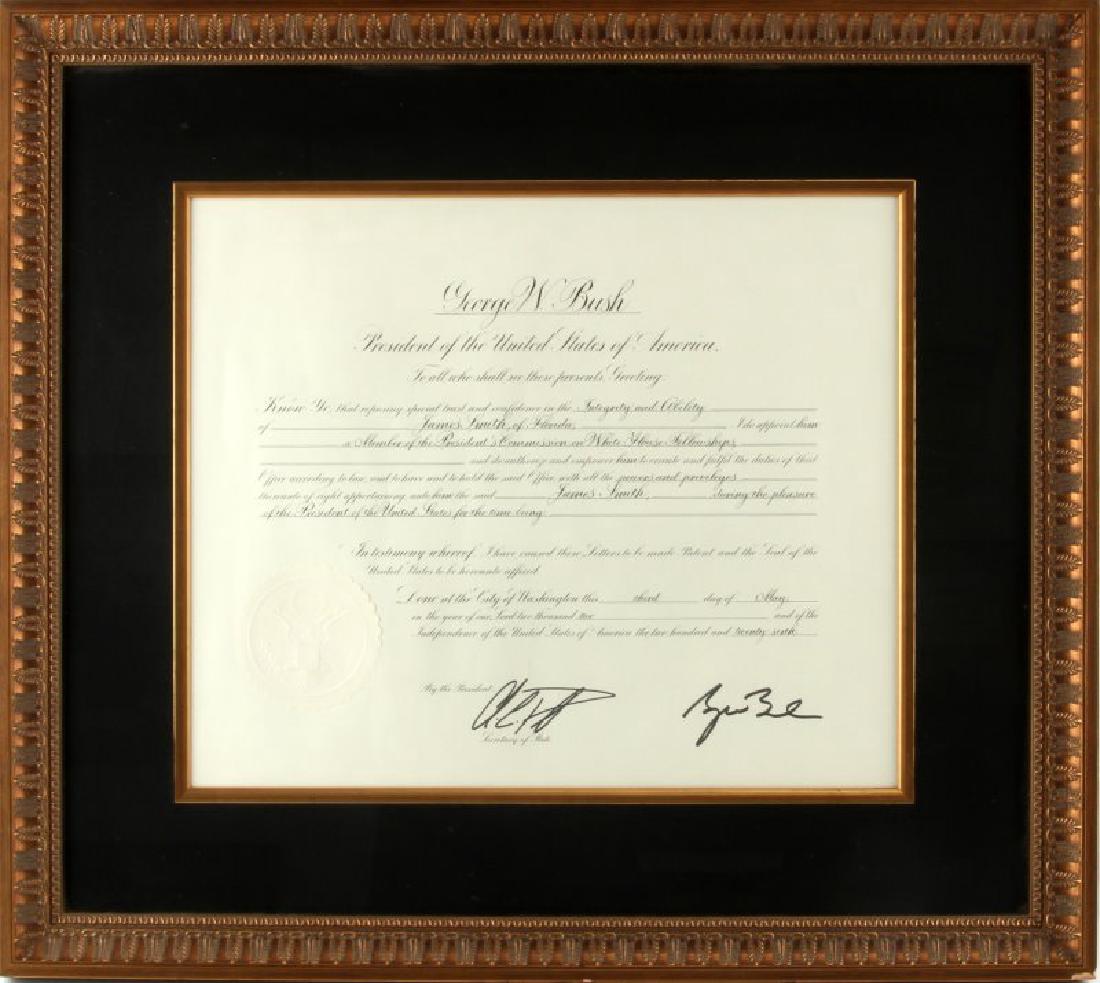 George W. Bush
President of the United States of America.
To all who shall see these presents, Greeting:
Know Ye, that reposing special trust and confidence in the Integrity and Ability
of James Smith, of Florida, I do appoint him
a Member of the President's Commission on White House Fellowships,
and do authorize and empower him to execute and fulfil the duties of that
Office according to law, and to have and to hold the said Office, with all the powers and privileges
thereunto of right appertaining, unto him the said James Smith, during the pleasure
of the President of the United States for the time being.
In testimony whereof, I have caused these Letters to be made Patent and the Seal of the
United States to be hereunto affixed.
Done at the City of Washington this third day of May,
in the year of our Lord two thousand two and of the
Independence of the United States of America the two hundred and twenty-sixth.
By the President:
Secretary of State.